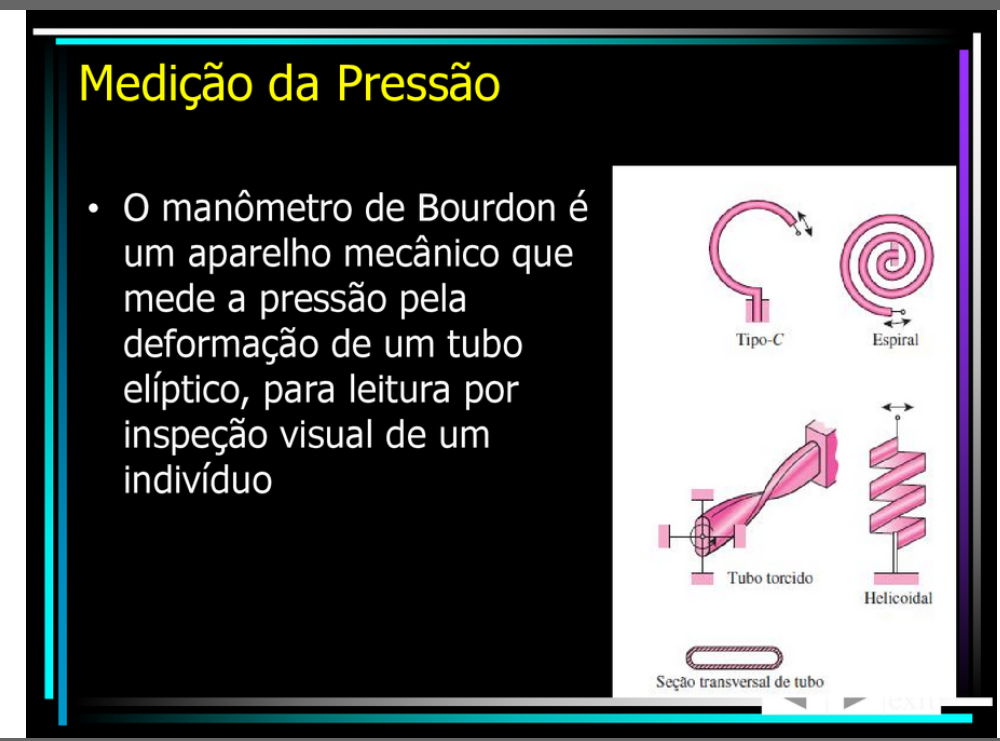 Medição da Pressão
• O manômetro de Bourdon é
um aparelho mecânico que
mede a pressão pela
deformação de um tubo
elíptico, para leitura por
inspeção visual de um
indivíduo
Tipo-C
Espiral
Tubo torcido
Helicoidal
Seção transversal de tubo